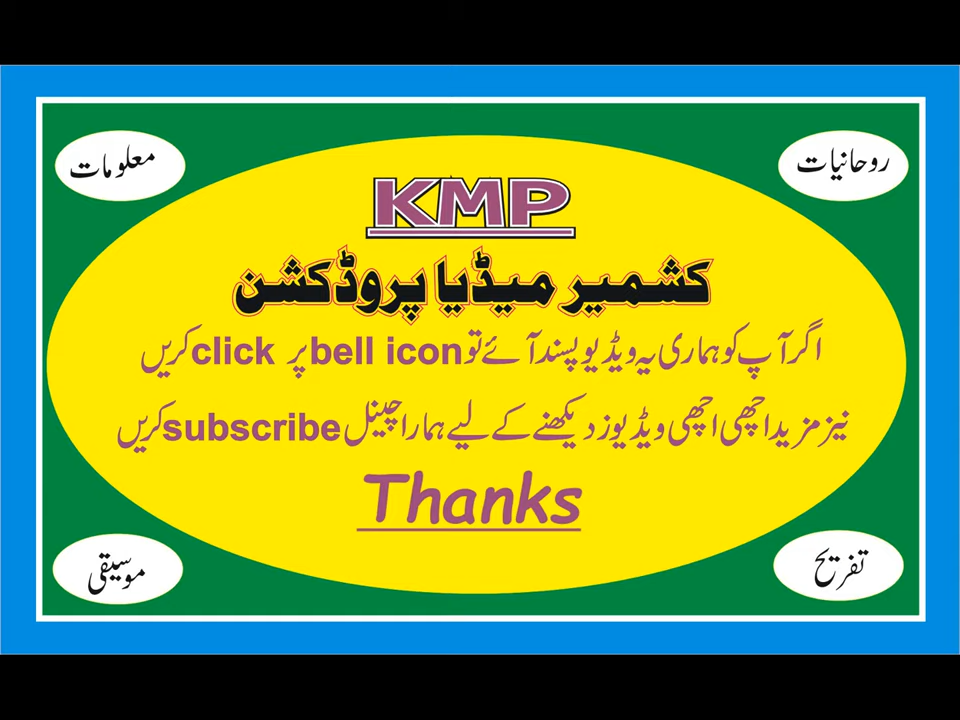 روحانیات
معلومات
KMP
کشمیر میڈیا پروڈکشن
اگر آپ کو ہماری یہ ویڈیو پسند آئے تو bell icon پر click کریں
نیز مزید اچھی اچھی ویڈیوز دیکھنے کے لیے ہمارا چینل subscribe کریں
Thanks
تفریح
موسیقی